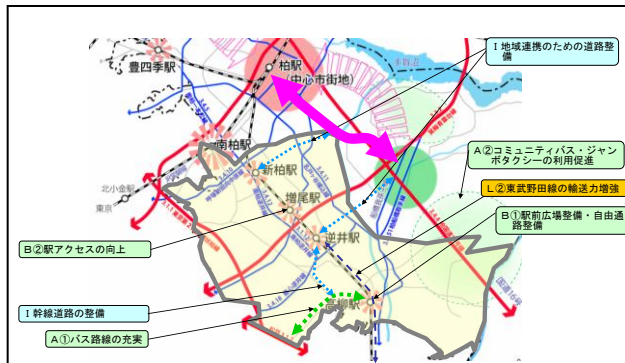 I 地域連携のための道路整
備
柏駅
(中心市街地)
豊四季駅
南柏駅
新柏駅
北小金駅
東京
増尾駅
逆井駅
高柳駅
国道16号
A②コミュニティバス・ジャン
ボタクシーの利用促進
L②東武野田線の輸送力増強
B①駅前広場整備・自由通
路整備
B②駅アクセスの向上
I 幹線道路の整備
A①バス路線の充実